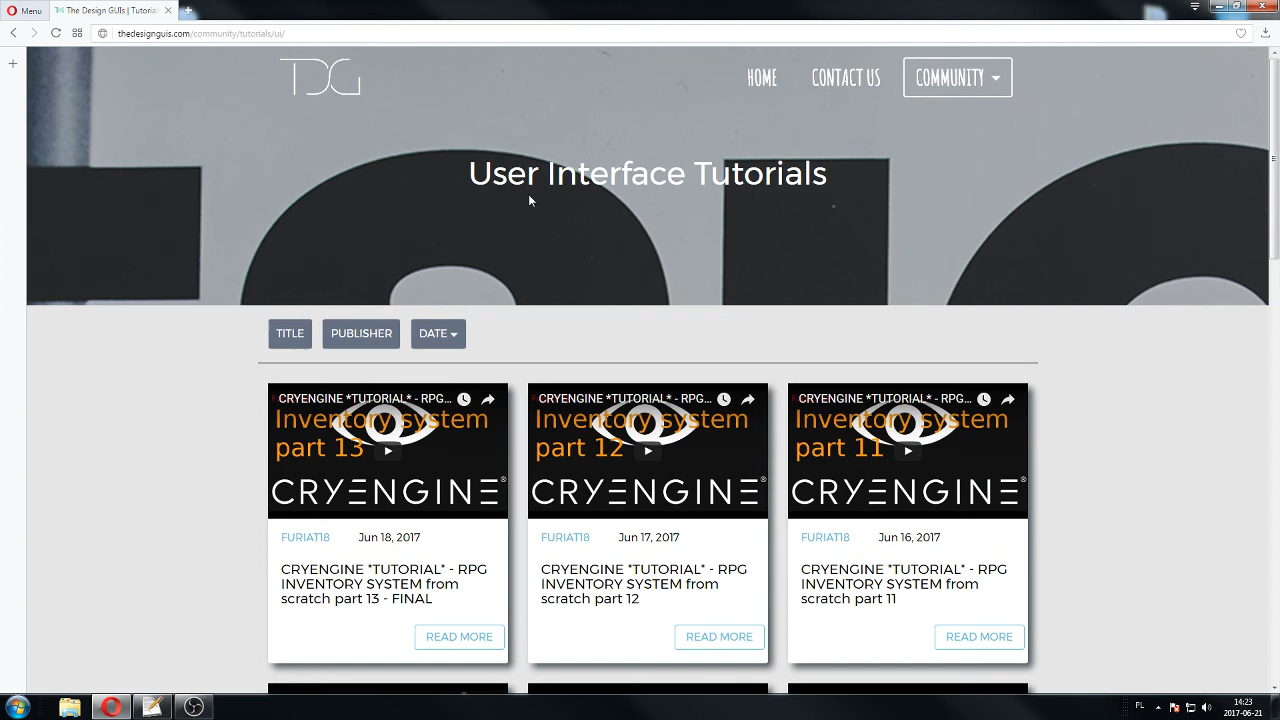 Menu
The Design GUIs | Tutoria
thedesignguis.com/community/tutorials/ui/
TDG
HOME
CONTACT US
COMMUNITY
User Interface Tutorials
TITLE
PUBLISHER
DATE
CRYENGINE *TUTORIAL* - RPG...
Inventory system
part 13
CRYENGINE®
FURIAT18
Jun 18, 2017
CRYENGINE *TUTORIAL* - RPG
INVENTORY SYSTEM from
scratch part 13 - FINAL
READ MORE
CRYENGINE *TUTORIAL* - RPG...
Inventory system
part 12
CRYENGINE®
FURIAT18
Jun 17, 2017
CRYENGINE *TUTORIAL* - RPG
INVENTORY SYSTEM from
scratch part 12
READ MORE
CRYENGINE *TUTORIAL* - RPG...
Inventory system
part 11
CRYENGINE®
FURIAT18
Jun 16, 2017
CRYENGINE *TUTORIAL* - RPG
INVENTORY SYSTEM from
scratch part 11
READ MORE
PL
14:23
2017-06-21